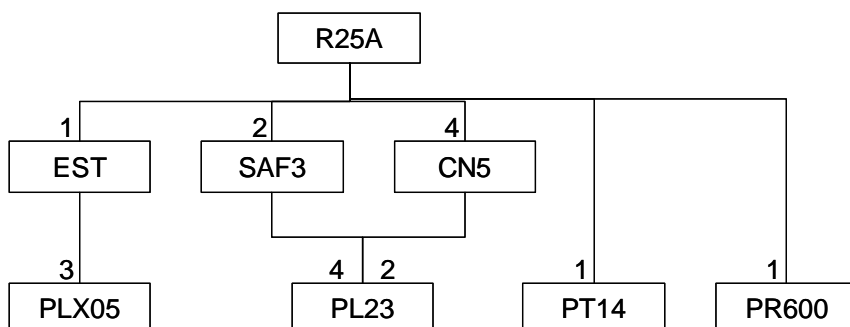 R25A
1 2 4
EST SAF3 CN5
3 4 2 1 1
PLX05 PL23 PT14 PR600